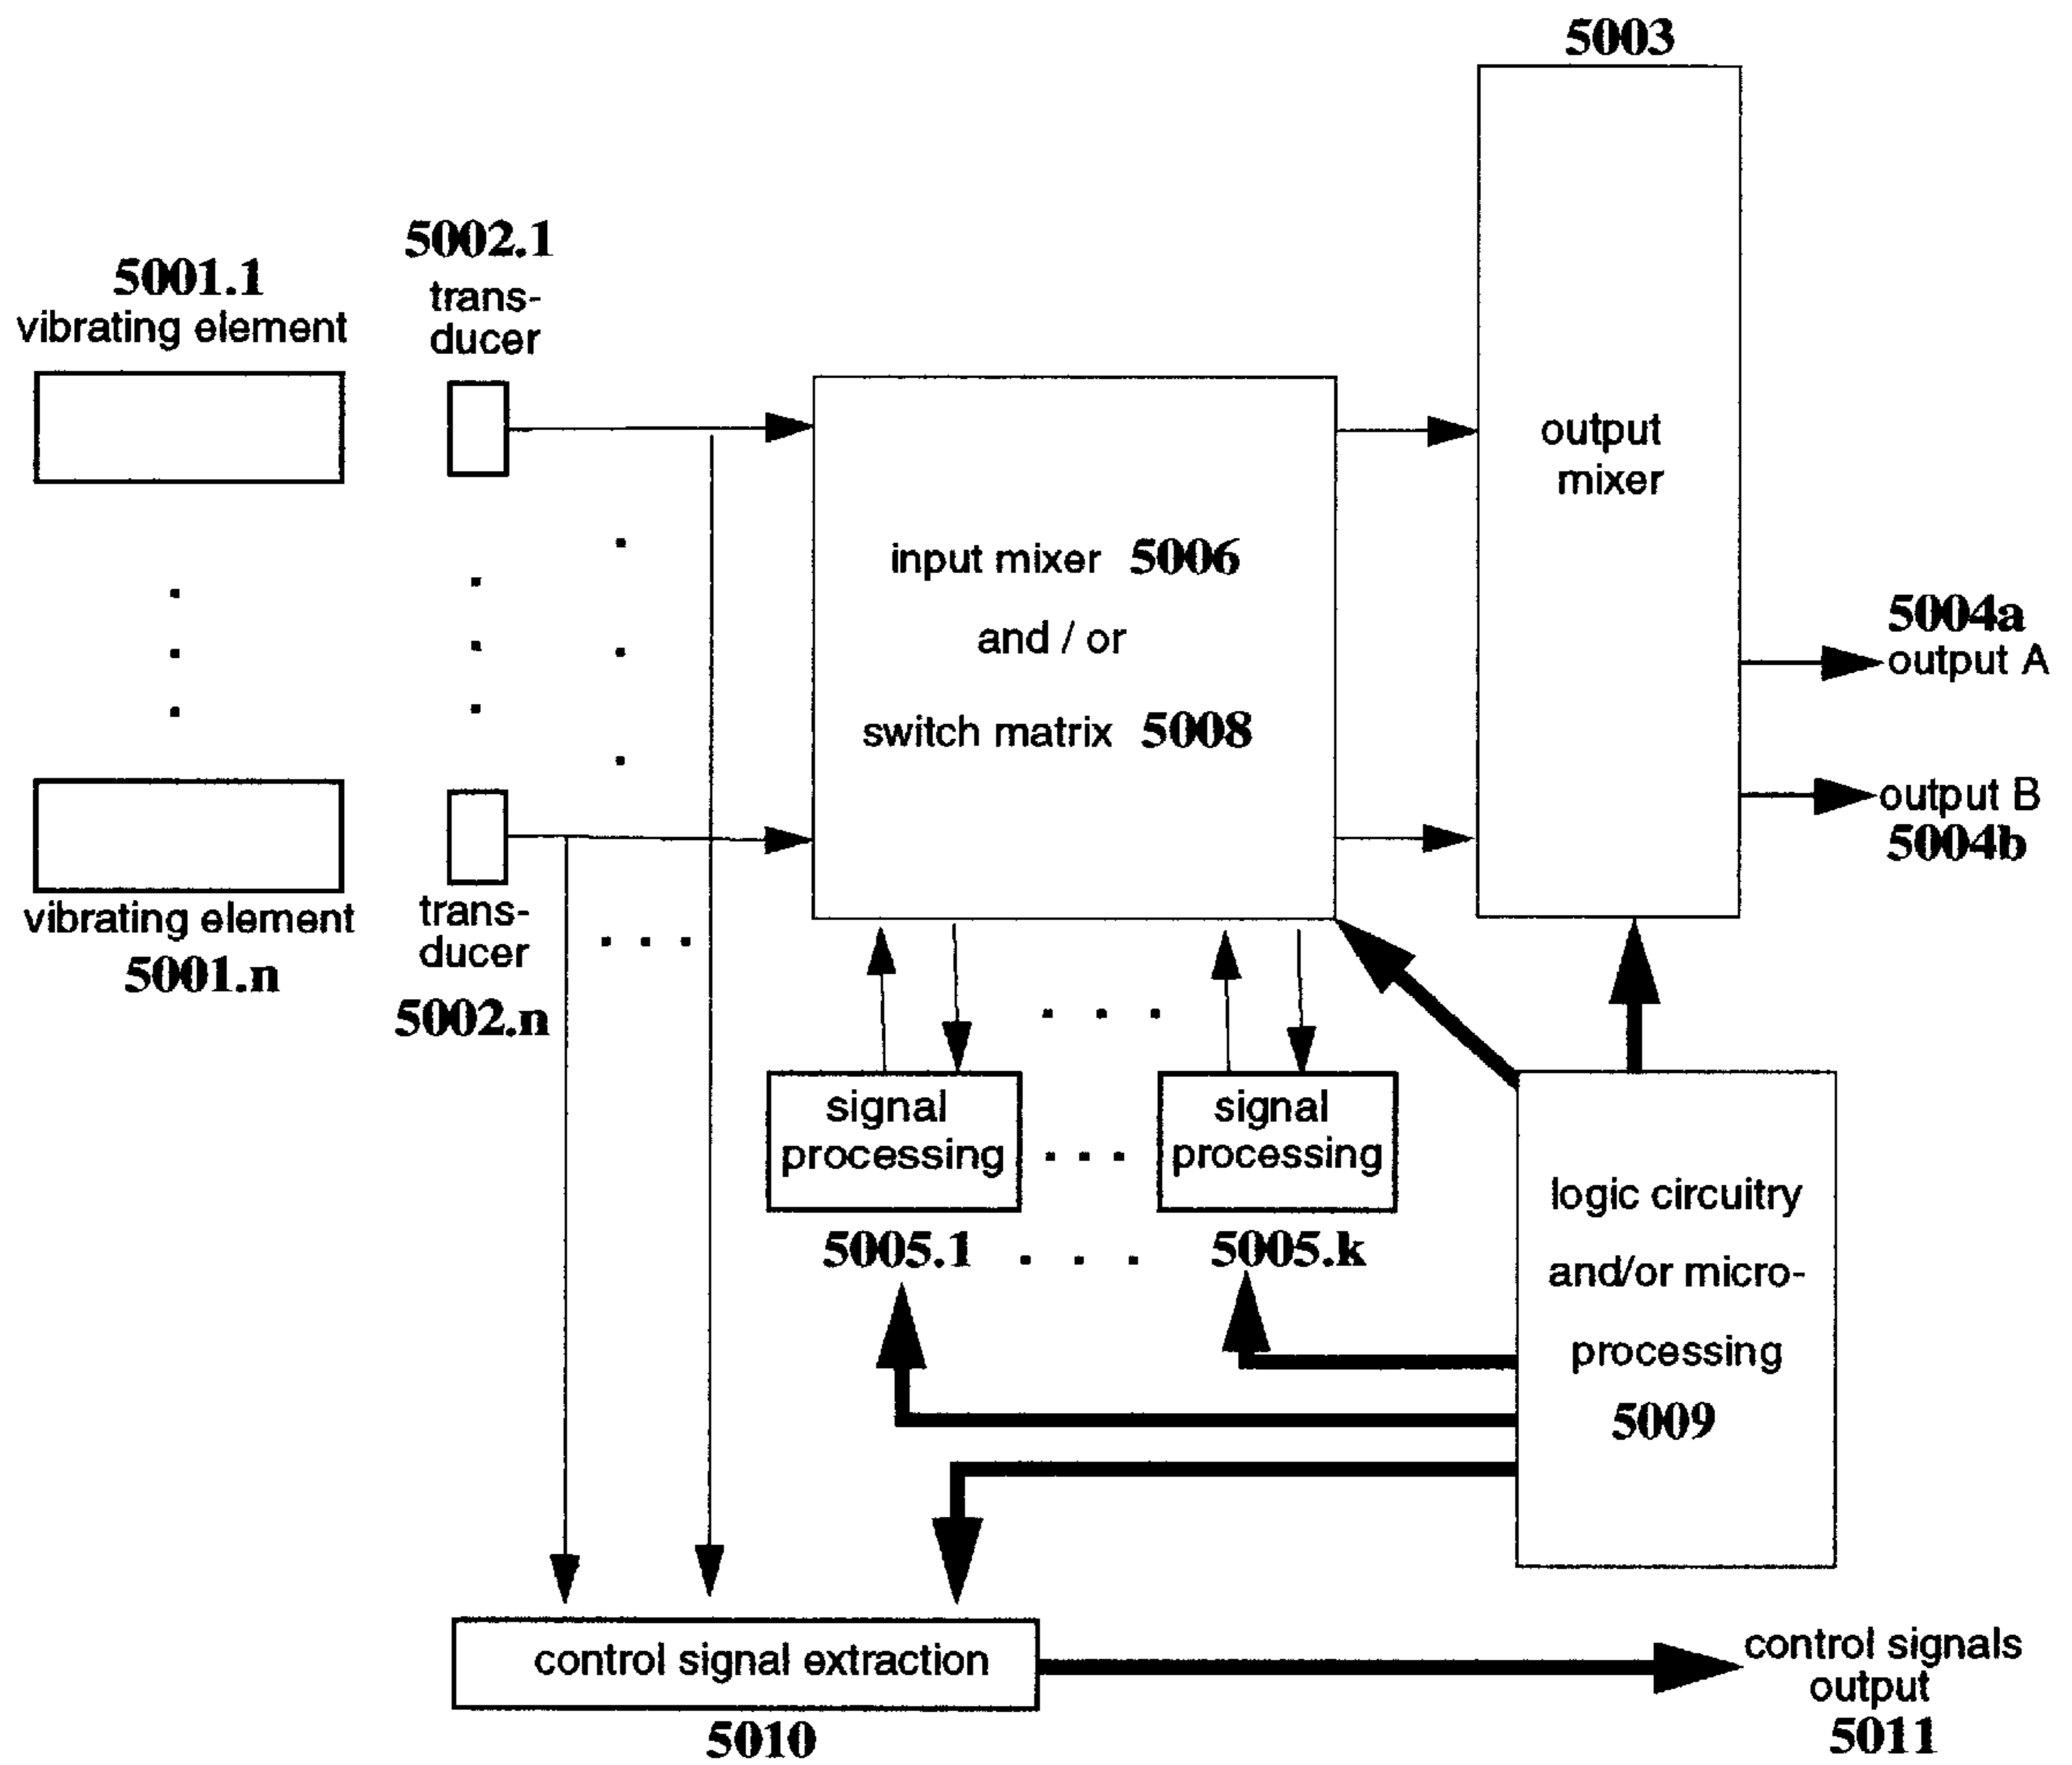 5003
5002.1
trans-
ducer
5001.1
vibrating element
output
mixer
input mixer 5006
and / or
switch matrix 5008
5004a
output A
output B
5004b
vibrating element
5001.n
trans-
ducer
5002.n
signal
processing
5005.1
signal
processing
5005.k
logic circuitry
and/or micro-
processing
5009
control signal extraction
5010
control signals
output
5011